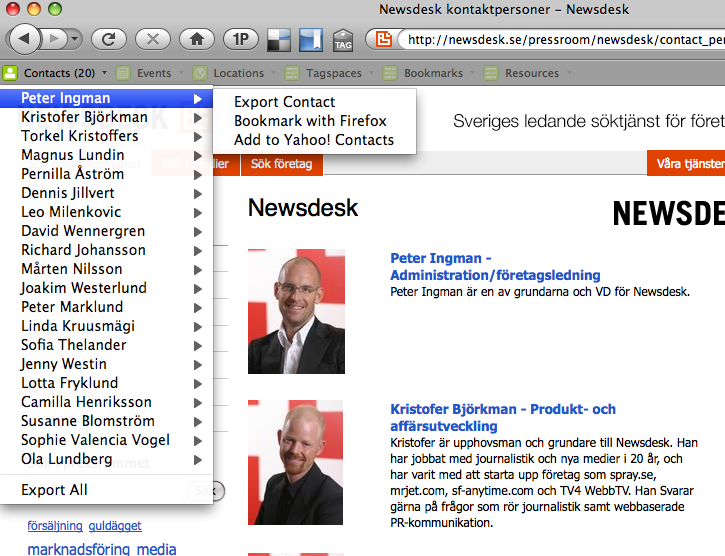 Newsdesk kontaktpersoner – Newsdesk
1P
TAG
http://newsdesk.se/pressroom/newsdesk/contact_pe
Contacts (20)
Events
Locations
Tagspaces
Bookmarks
Resources
Peter Ingman
Kristofer Björkman
Torkel Kristoffers
Magnus Lundin
Pernilla Åström
Dennis Jillvert
Leo Milenkovic
David Wennergren
Richard Johansson
Mårten Nilsson
Joakim Westerlund
Peter Marklund
Linda Kruusmägi
Sofia Thelander
Jenny Westin
Lotta Fryklund
Camilla Henriksson
Susanne Blomström
Sophie Valencia Vogel
Ola Lundberg
Export All
Export Contact
Bookmark with Firefox
Add to Yahoo! Contacts
Sveriges ledande söktjänst för föret
Sök företag
Våra tjänster
Newsdesk
NEWSDE
Peter Ingman -
Administration/företagsledning
Peter Ingman är en av grundarna och VD för Newsdesk.
Kristofer Björkman - Produkt- och
affärsutveckling
Kristofer är upphovsman och grundare till Newsdesk. Han
har jobbat med journalistik och nya medier i 20 år, och
har varit med att starta upp företag som spray.se,
mrjet.com, sf-anytime.com och TV4 WebbTV. Han Svarar
gärna på frågor som rör journalistik samt webbaserade
PR-kommunikation.
Sök
försäljning guldägget
marknadsföring media